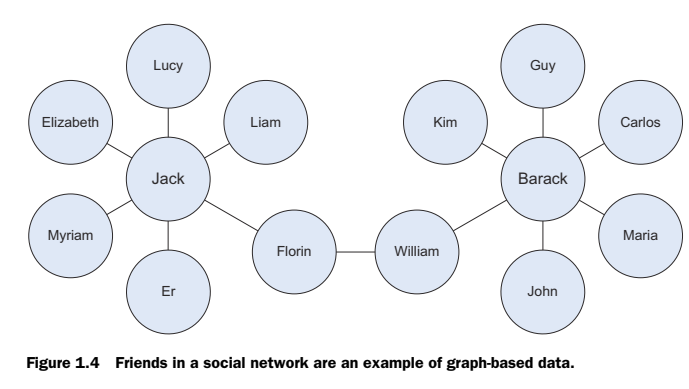 Lucy
Guy
Elizabeth
Liam
Kim
Carlos
Jack
Barack
Myriam
Florin
William
Maria
Er
John
Figure 1.4 Friends in a social network are an example of graph-based data.